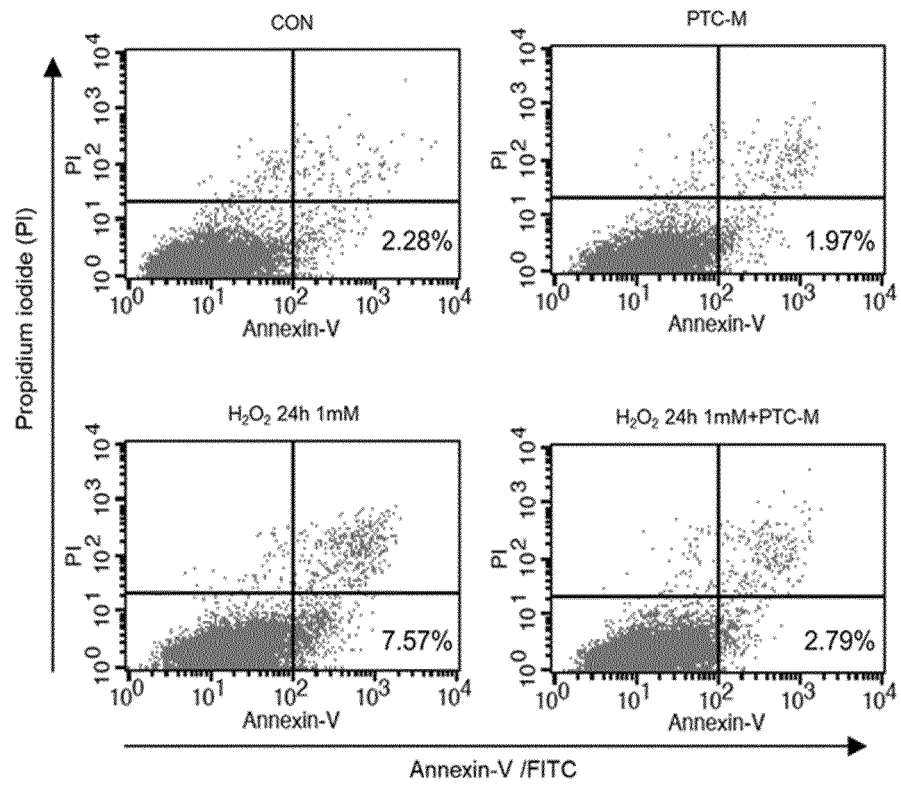 CON
PTC-M
10^4
10^3
PI
10^2
10^1
10^0
2.28%
10^0 10^1 10^2 10^3 10^4
Annexin-V
10^4
10^3
PI
10^2
10^1
10^0
1.97%
10^0 10^1 10^2 10^3 10^4
Annexin-V
Propidium iodide (PI)
H₂O₂ 24h 1mM
H₂O₂ 24h 1mM+PTC-M
10^4
10^3
PI
10^2
10^1
10^0
7.57%
10^0 10^1 10^2 10^3 10^4
Annexin-V
10^4
10^3
PI
10^2
10^1
10^0
2.79%
10^0 10^1 10^2 10^3 10^4
Annexin-V
Annexin-V /FITC